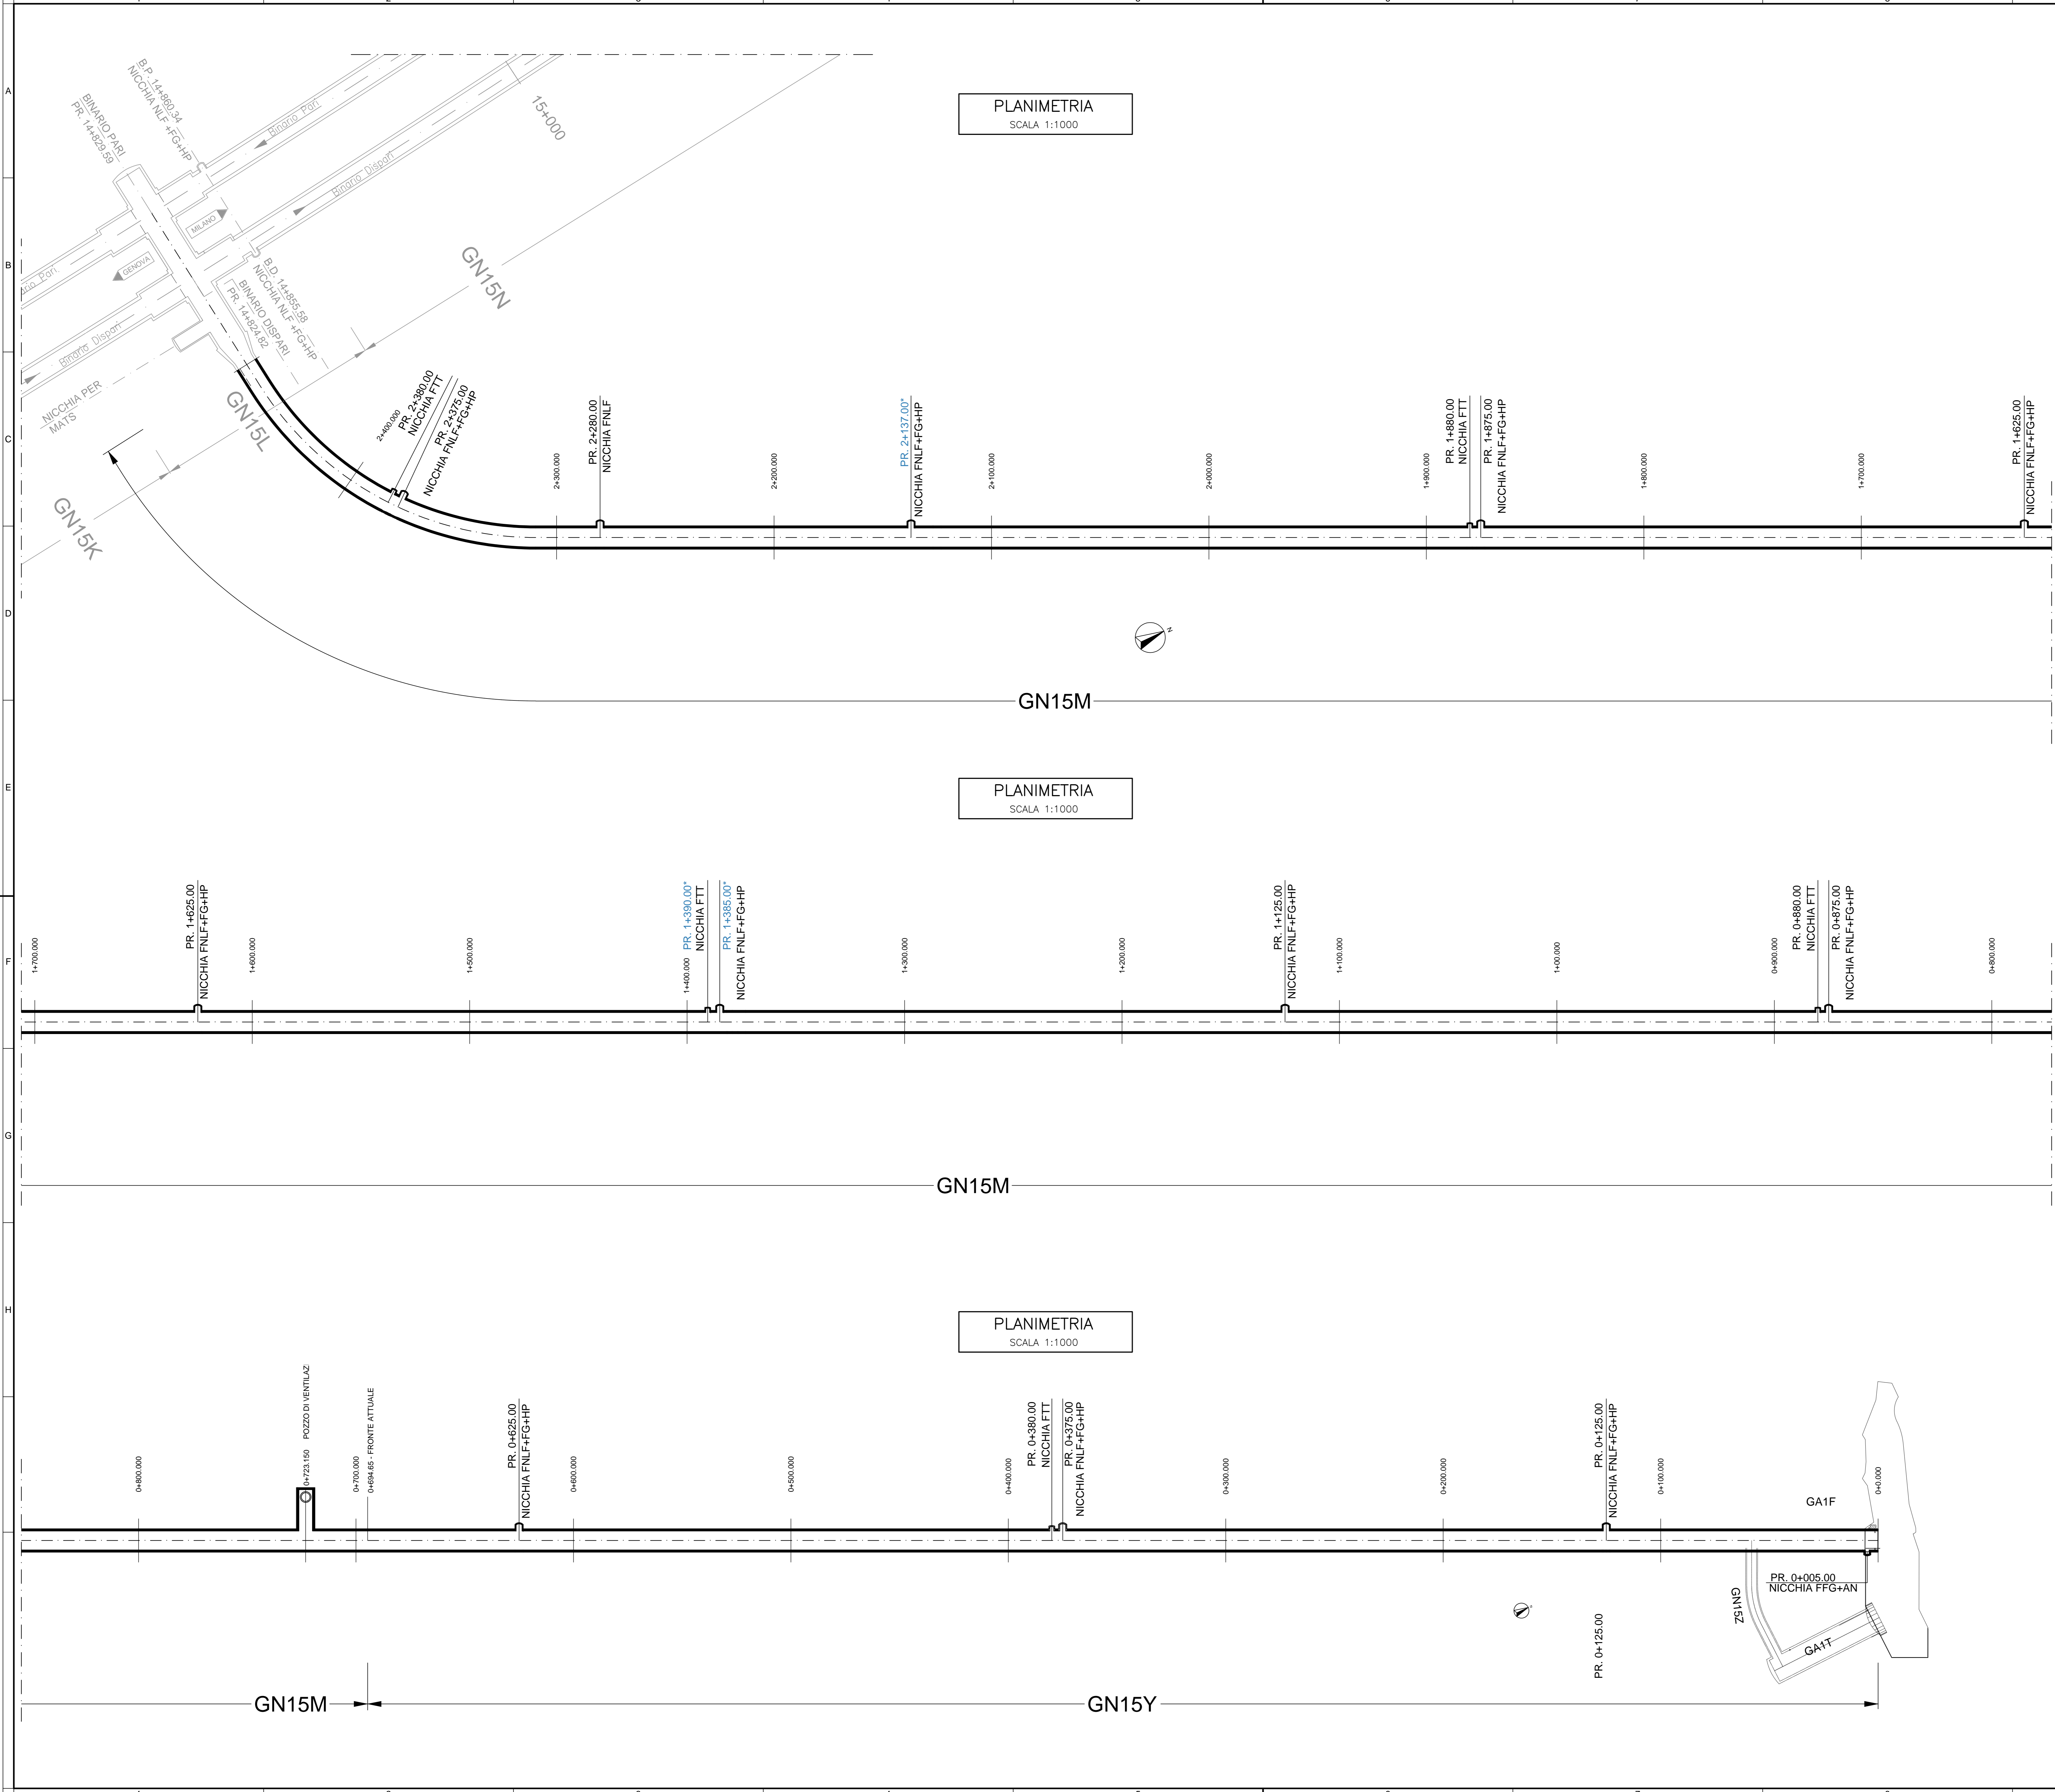 PLANIMETRIA
SCALA 1:1000
B.P. 14+860.34
NICCHIA NLF +FG+HP
BINARIO PARI
PR. 14+829.59
Binario Pari
15+000
Binario Dispari
MILANO
GENOVA
B.D. 14+855.58
NICCHIA NLF +FG+HP
BINARIO DISPARI
PR. 14+824.82
ario Pari
Binario Dispari
NICCHIA PER
MATS
GN15N
GN15L
GN15K
2+400.000
PR. 2+380.00
NICCHIA FTT
PR. 2+375.00
NICCHIA FNLF+FG+HP
2+300.000
PR. 2+280.00
NICCHIA FNLF
2+200.000
PR. 2+137.00*
NICCHIA FNLF+FG+HP
2+100.000
2+000.000
1+900.000
PR. 1+880.00
NICCHIA FTT
PR. 1+875.00
NICCHIA FNLF+FG+HP
1+800.000
1+700.000
PR. 1+625.00
NICCHIA FNLF+FG+HP
N
GN15M
PLANIMETRIA
SCALA 1:1000
1+700.000
PR. 1+625.00
NICCHIA FNLF+FG+HP
1+600.000
1+500.000
1+400.000
PR. 1+390.00*
NICCHIA FTT
PR. 1+385.00*
NICCHIA FNLF+FG+HP
1+300.000
1+200.000
PR. 1+125.00
NICCHIA FNLF+FG+HP
1+100.000
1+00.000
0+900.000
PR. 0+880.00
NICCHIA FTT
PR. 0+875.00
NICCHIA FNLF+FG+HP
0+800.000
GN15M
PLANIMETRIA
SCALA 1:1000
0+800.000
0+723.150 POZZO DI VENTILAZ
0+700.000
0+694.65 - FRONTE ATTUALE
PR. 0+625.00
NICCHIA FNLF+FG+HP
0+600.000
0+500.000
0+400.000
PR. 0+380.00
NICCHIA FTT
PR. 0+375.00
NICCHIA FNLF+FG+HP
0+300.000
0+200.000
PR. 0+125.00
NICCHIA FNLF+FG+HP
0+100.000
0+0.000
GA1F
PR. 0+005.00
NICCHIA FFG+AN
GN15Z
GA1T
PR. 0+125.00
GN15M
GN15Y
A
B
C
D
E
F
G
H